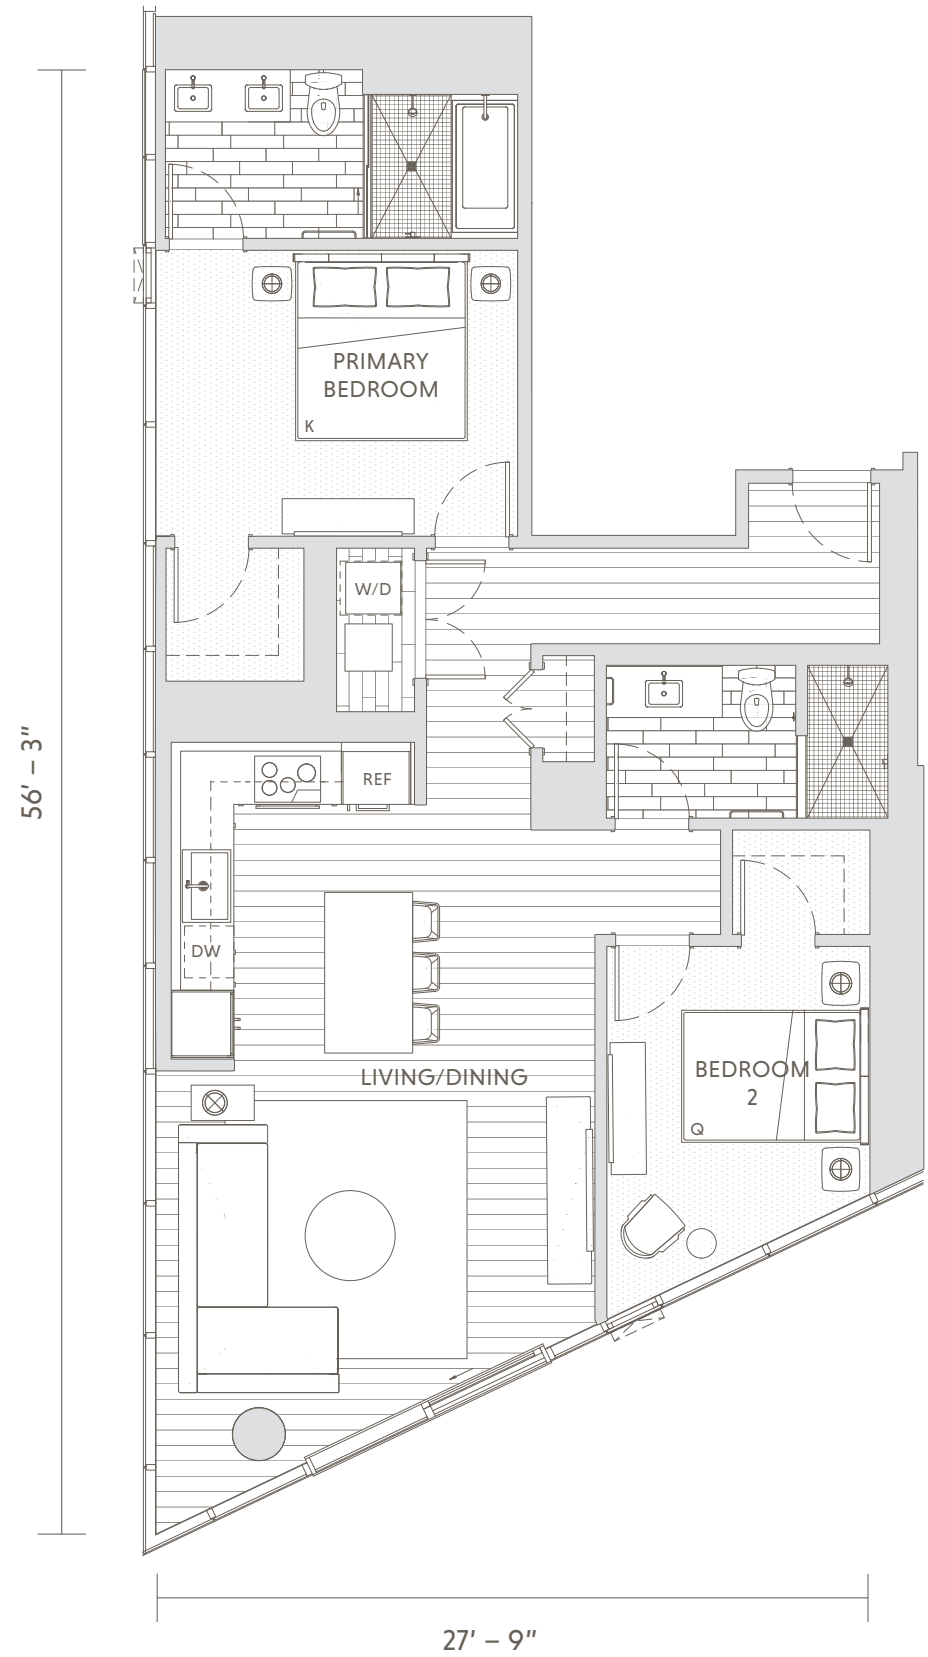 PRIMARY
BEDROOM
K
W/D
56′ – 3″
REF
DW
LIVING/DINING
BEDROOM
2
Q
27′ – 9″